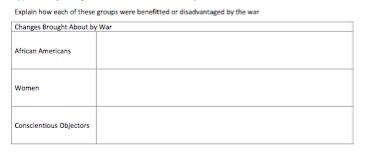 Explain how each of these groups were benefitted or disadvantaged by the war
Changes Brought About by War
African Americans
Women
Conscientious Objectors